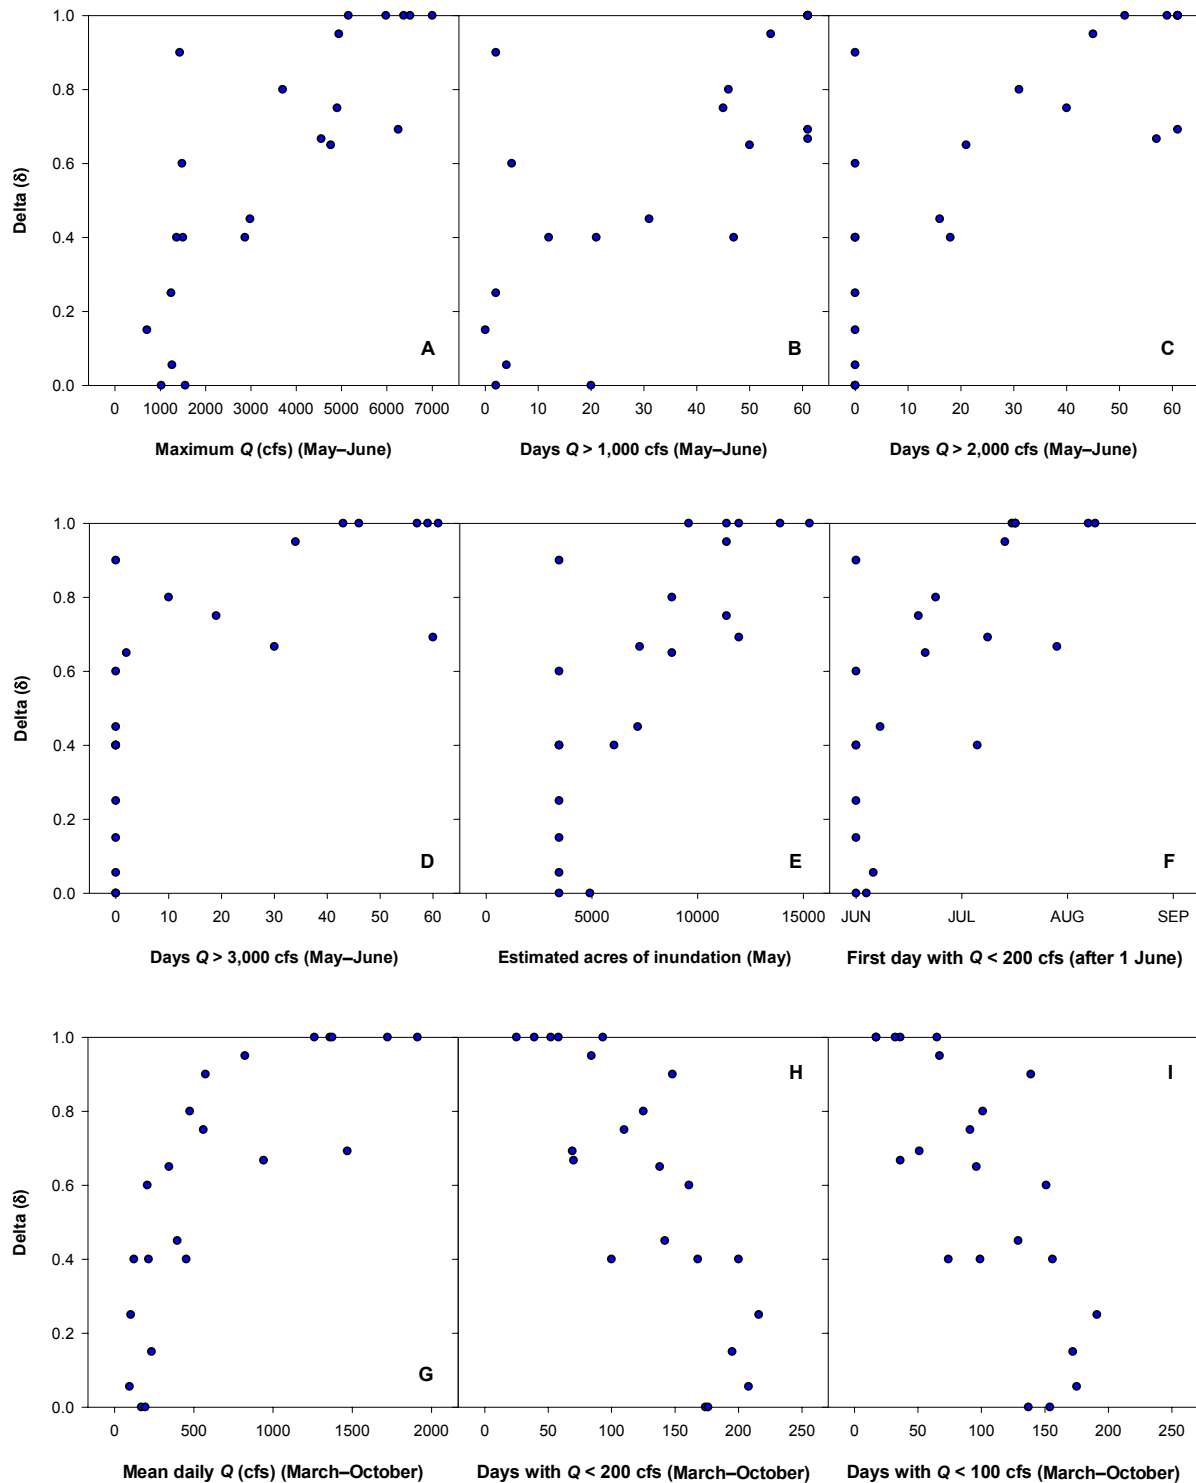 1.0
0.8
0.6
0.4
0.2
0.0
Delta (δ)
A
B
C
0 1000 2000 3000 4000 5000 6000 7000
0 10 20 30 40 50 60
0 10 20 30 40 50 60
Maximum Q (cfs) (May–June)
Days Q > 1,000 cfs (May–June)
Days Q > 2,000 cfs (May–June)
1.0
0.8
0.6
0.4
0.2
0.0
Delta (δ)
D
E
F
0 10 20 30 40 50 60
0 5000 10000 15000
JUN JUL AUG SEP
Days Q > 3,000 cfs (May–June)
Estimated acres of inundation (May)
First day with Q < 200 cfs (after 1 June)
1.0
0.8
0.6
0.4
0.2
0.0
Delta (δ)
G
H
I
0 500 1000 1500 2000
0 50 100 150 200 250
0 50 100 150 200 250
Mean daily Q (cfs) (March–October)
Days with Q < 200 cfs (March–October)
Days with Q < 100 cfs (March–October)